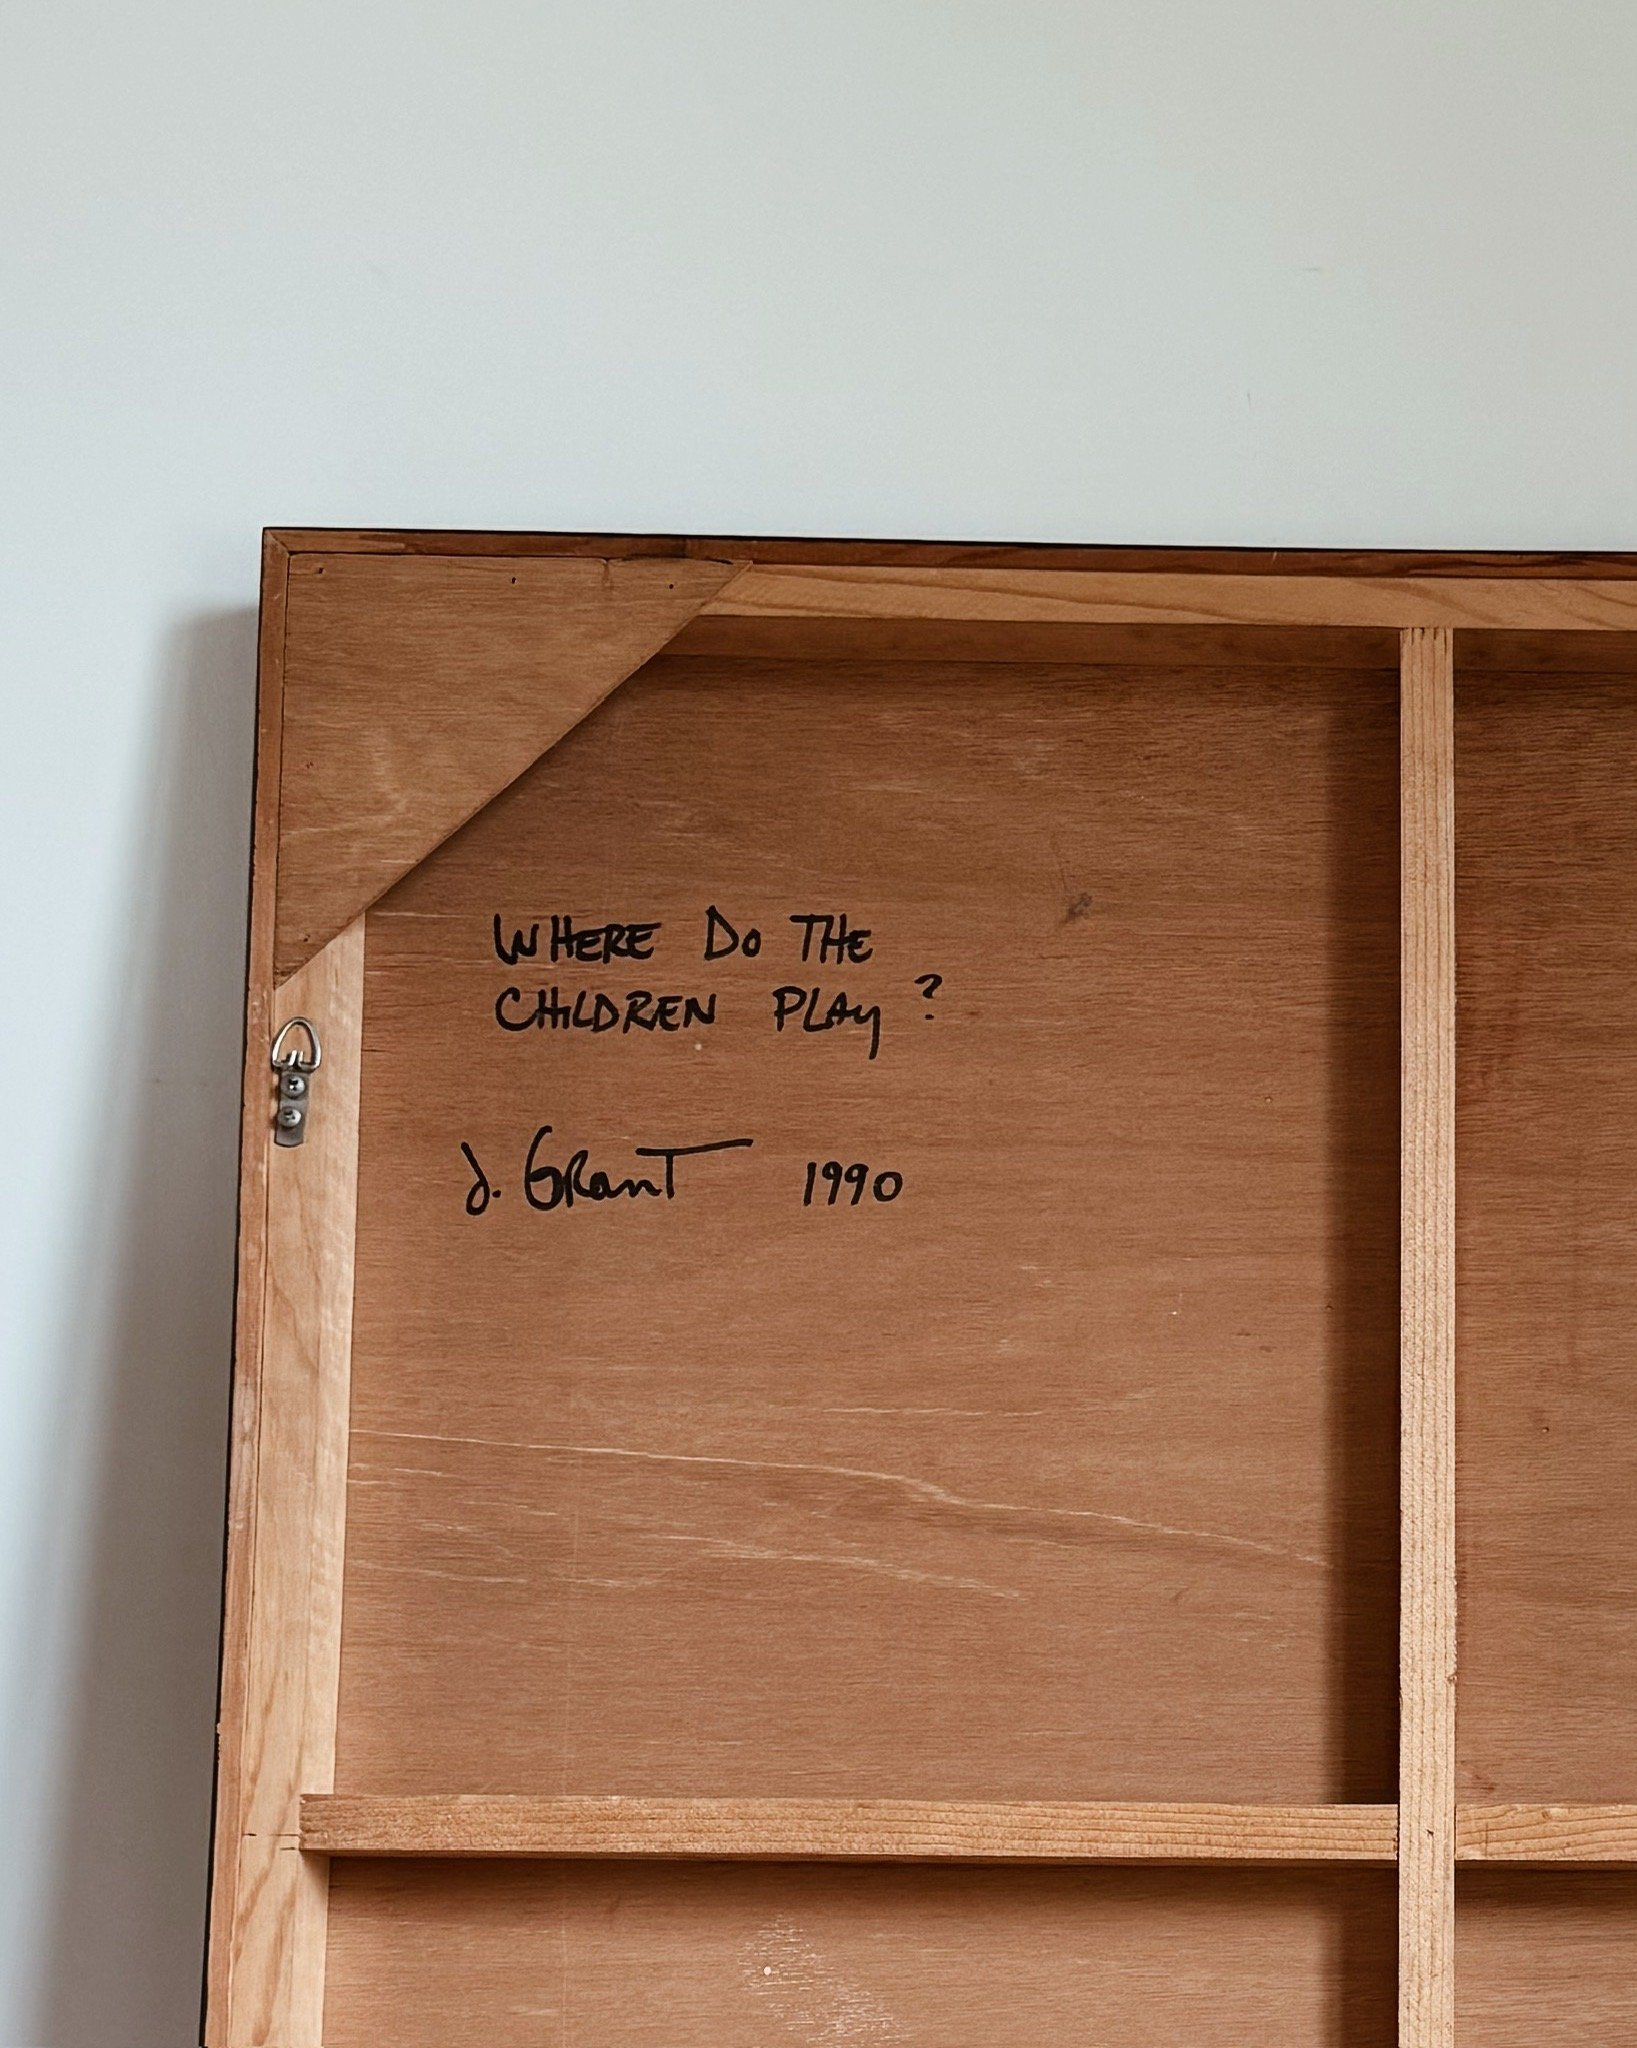 WHERE DO THE
CHILDREN PLAY?
J. GRANT 1990